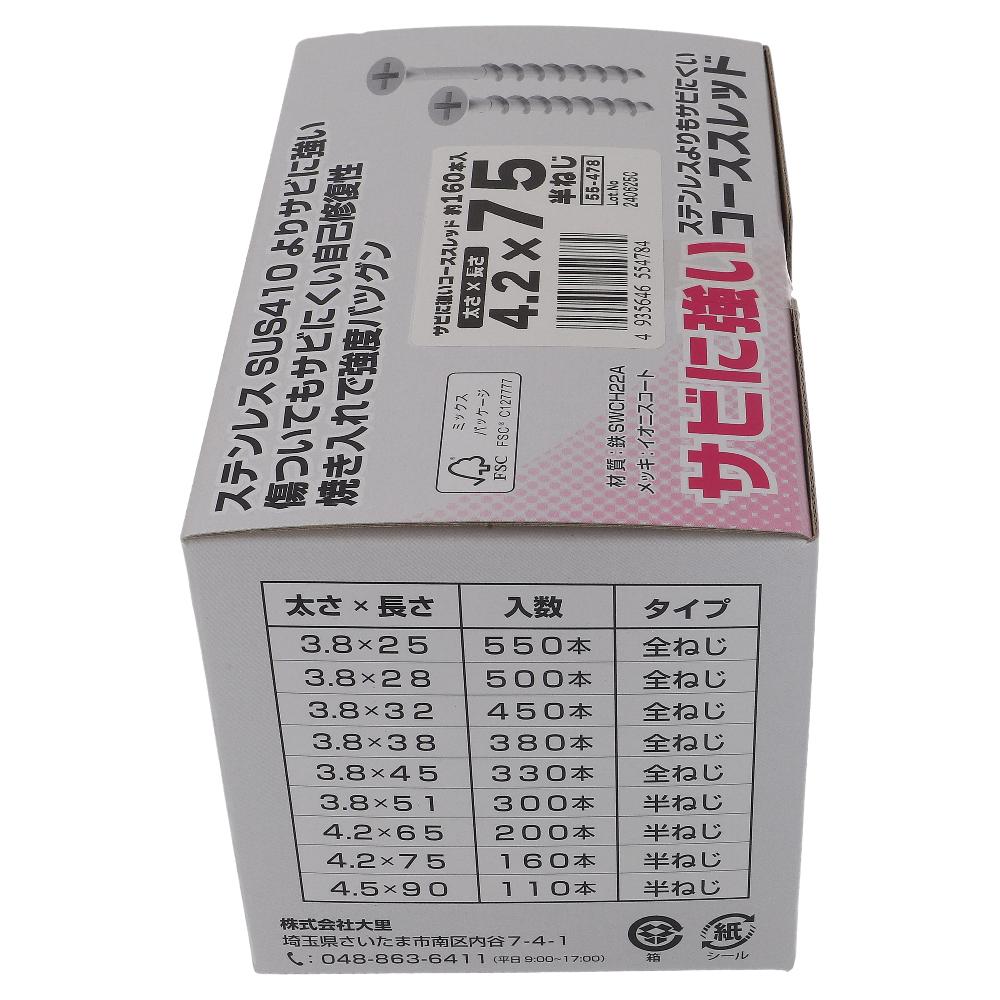 ステンレスSUS410よりサビに強い
傷ついてもサビにくい自己修復性
焼き入れで強度バツグン
サビに強いコーススレッド 約160本入
太さ×長さ
4.2×75
半ねじ
55-478
Lot.No
240625C
4 935646 554784
ミックス
パッケージ
FSC FSC® C127777
材質:鉄SWCH22A
メッキ:イオニスコート
ステンレスよりもサビにくい
サビに強いコーススレッド
太さ×長さ 入数 タイプ
3.8×25 550本 全ねじ
3.8×28 500本 全ねじ
3.8×32 450本 全ねじ
3.8×38 380本 全ねじ
3.8×45 330本 全ねじ
3.8×51 300本 半ねじ
4.2×65 200本 半ねじ
4.2×75 160本 半ねじ
4.5×90 110本 半ねじ
株式会社大里
埼玉県さいたま市南区内谷7-4-1
:048-863-6411(平日9:00~17:00)
箱
紙
シール